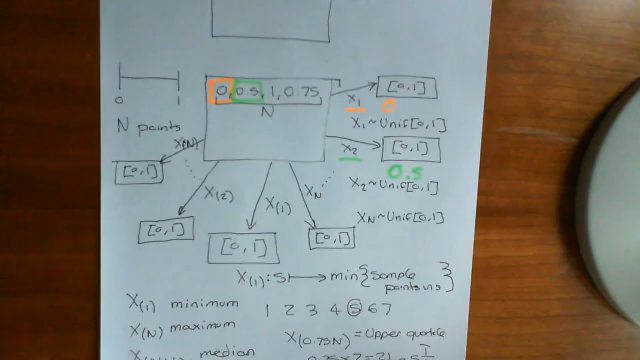 0, 0.5, 1, 0.75
N
0 1
N points
X1
0
[0,1]
X1 ~ Unif[0,1]
X2
[0,1]
0.5
X2 ~ Unif[0,1]
XN ~ Unif[0,1]
X(N)
[0,1]
X(2)
[0,1]
X(1)
[0,1]
XN
[0,1]
X(1): S → min{sample points in s}
X(1) minimum
1 2 3 4 5 6 7
X(N) maximum
X(0.75N) = Upper quartile
median